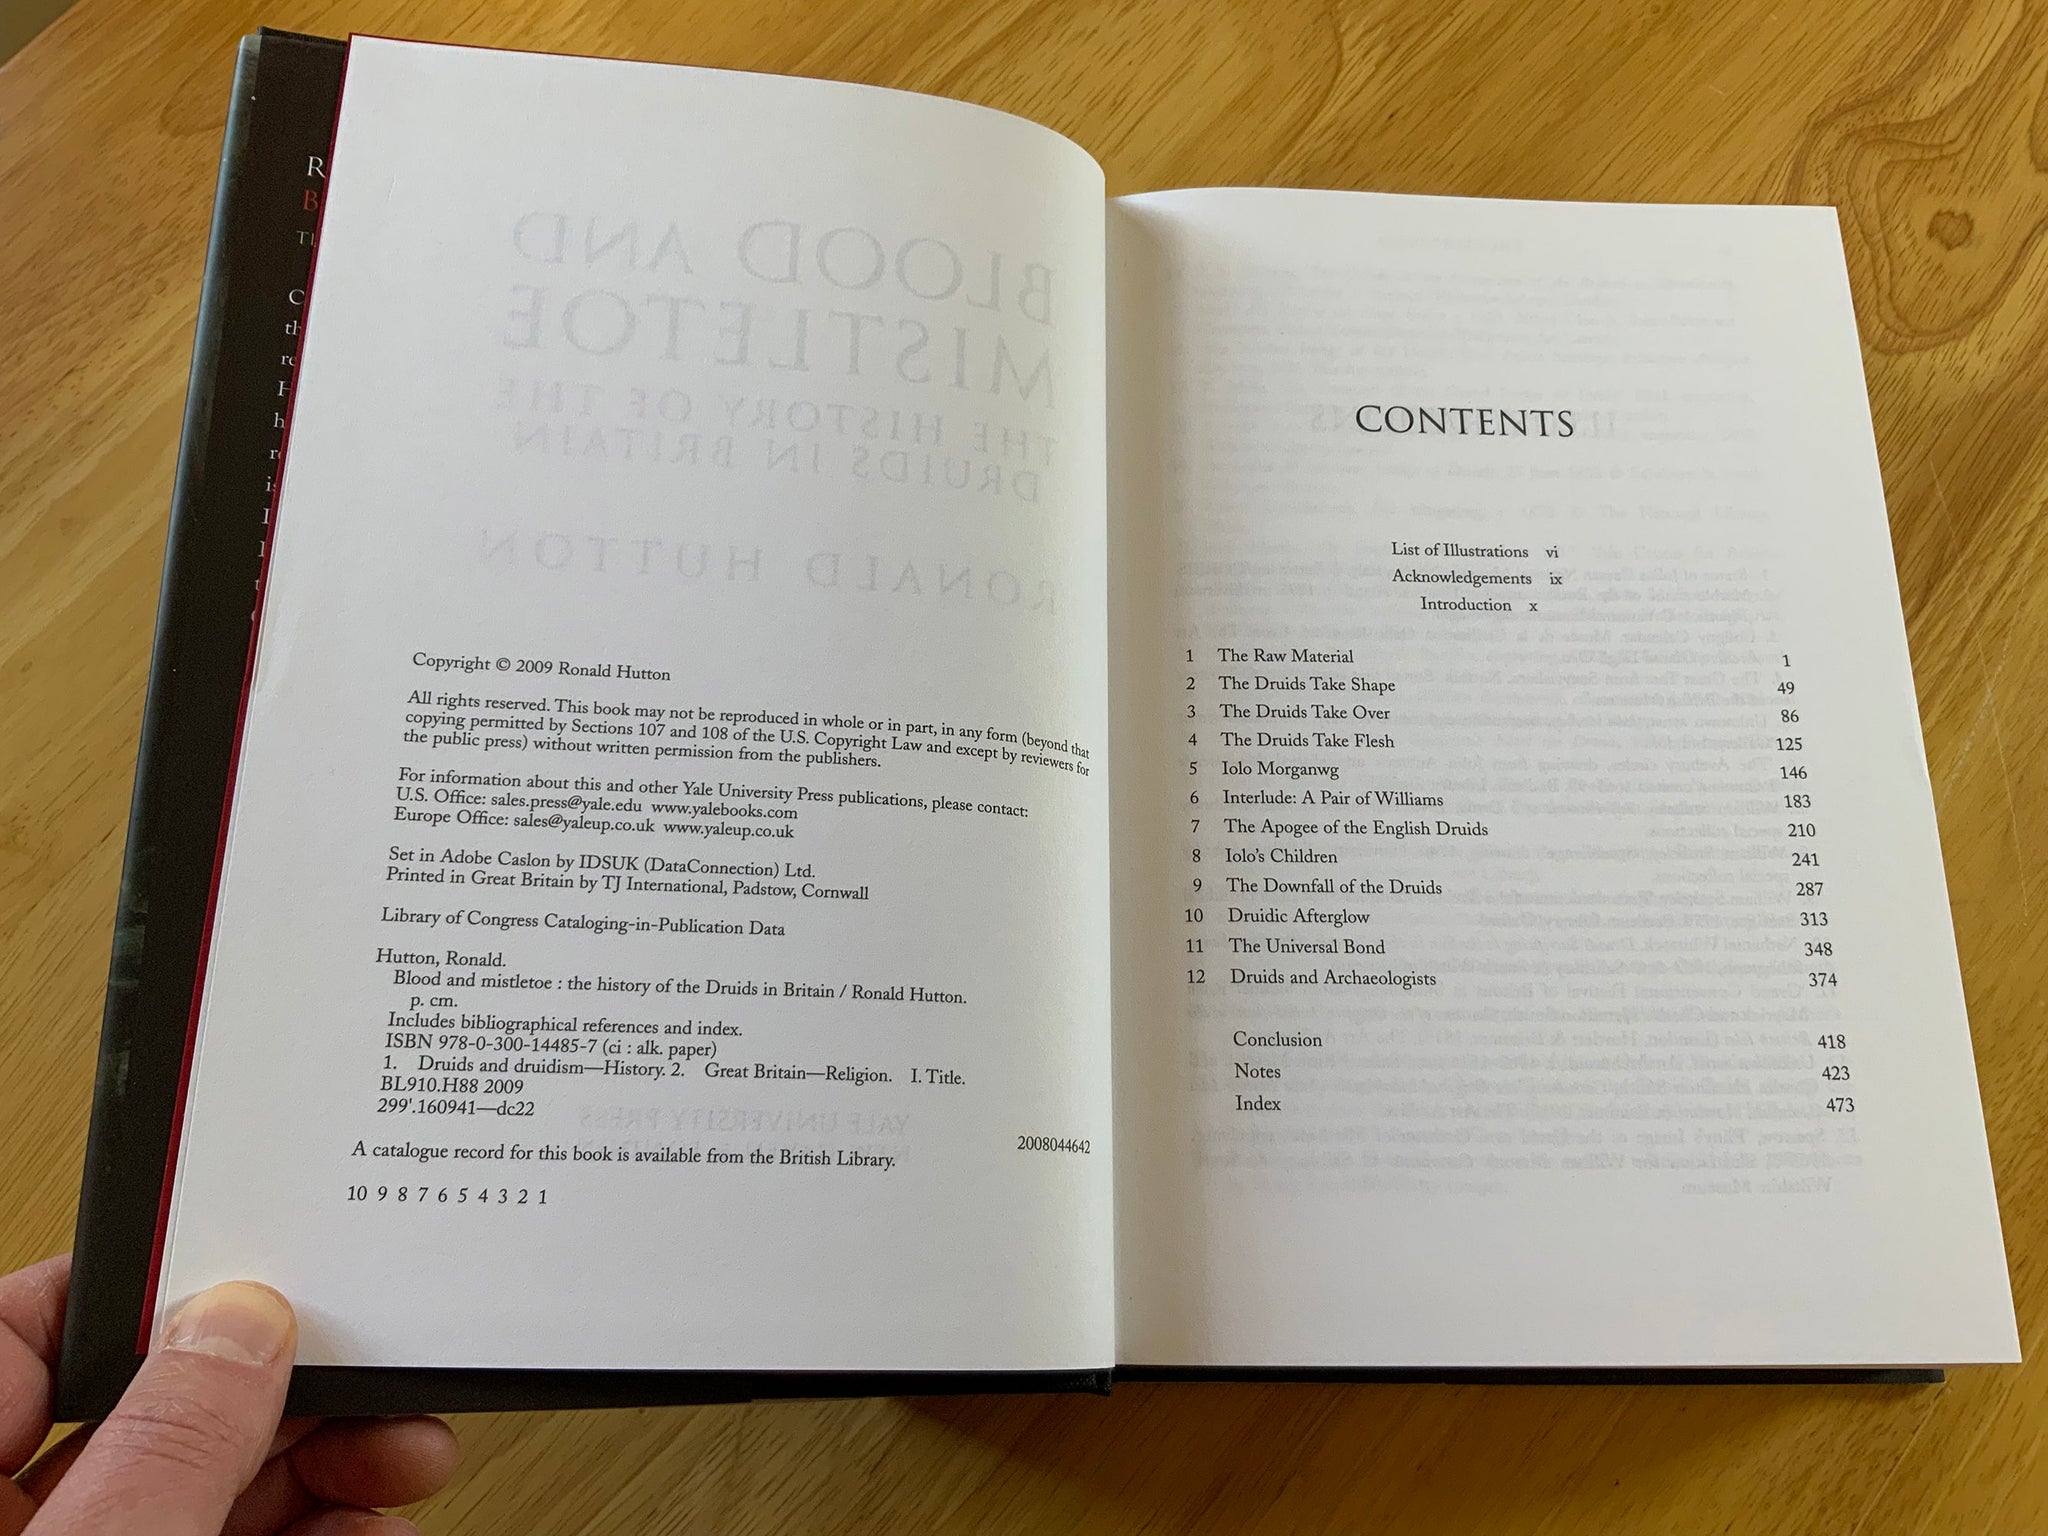 Copyright © 2009 Ronald Hutton
All rights reserved. This book may not be reproduced in whole or in part, in any form (beyond that
copying permitted by Sections 107 and 108 of the U.S. Copyright Law and except by reviewers for
the public press) without written permission from the publishers.
For information about this and other Yale University Press publications, please contact:
U.S. Office: sales.press@yale.edu www.yalebooks.com
Europe Office: sales@yaleup.co.uk www.yaleup.co.uk
Set in Adobe Caslon by IDSUK (DataConnection) Ltd.
Printed in Great Britain by TJ International, Padstow, Cornwall
Library of Congress Cataloging-in-Publication Data
Hutton, Ronald.
Blood and mistletoe : the history of the Druids in Britain / Ronald Hutton.
p. cm.
Includes bibliographical references and index.
ISBN 978-0-300-14485-7 (ci : alk. paper)
1. Druids and druidism—History. 2. Great Britain—Religion. I. Title.
BL910.H88 2009
299'.160941—dc22
2008044642
A catalogue record for this book is available from the British Library.
10 9 8 7 6 5 4 3 2 1
CONTENTS
List of Illustrations vi
Acknowledgements ix
Introduction x
1 The Raw Material 1
2 The Druids Take Shape 49
3 The Druids Take Over 86
4 The Druids Take Flesh 125
5 Iolo Morganwg 146
6 Interlude: A Pair of Williams 183
7 The Apogee of the English Druids 210
8 Iolo's Children 241
9 The Downfall of the Druids 287
10 Druidic Afterglow 313
11 The Universal Bond 348
12 Druids and Archaeologists 374
Conclusion 418
Notes 423
Index 473